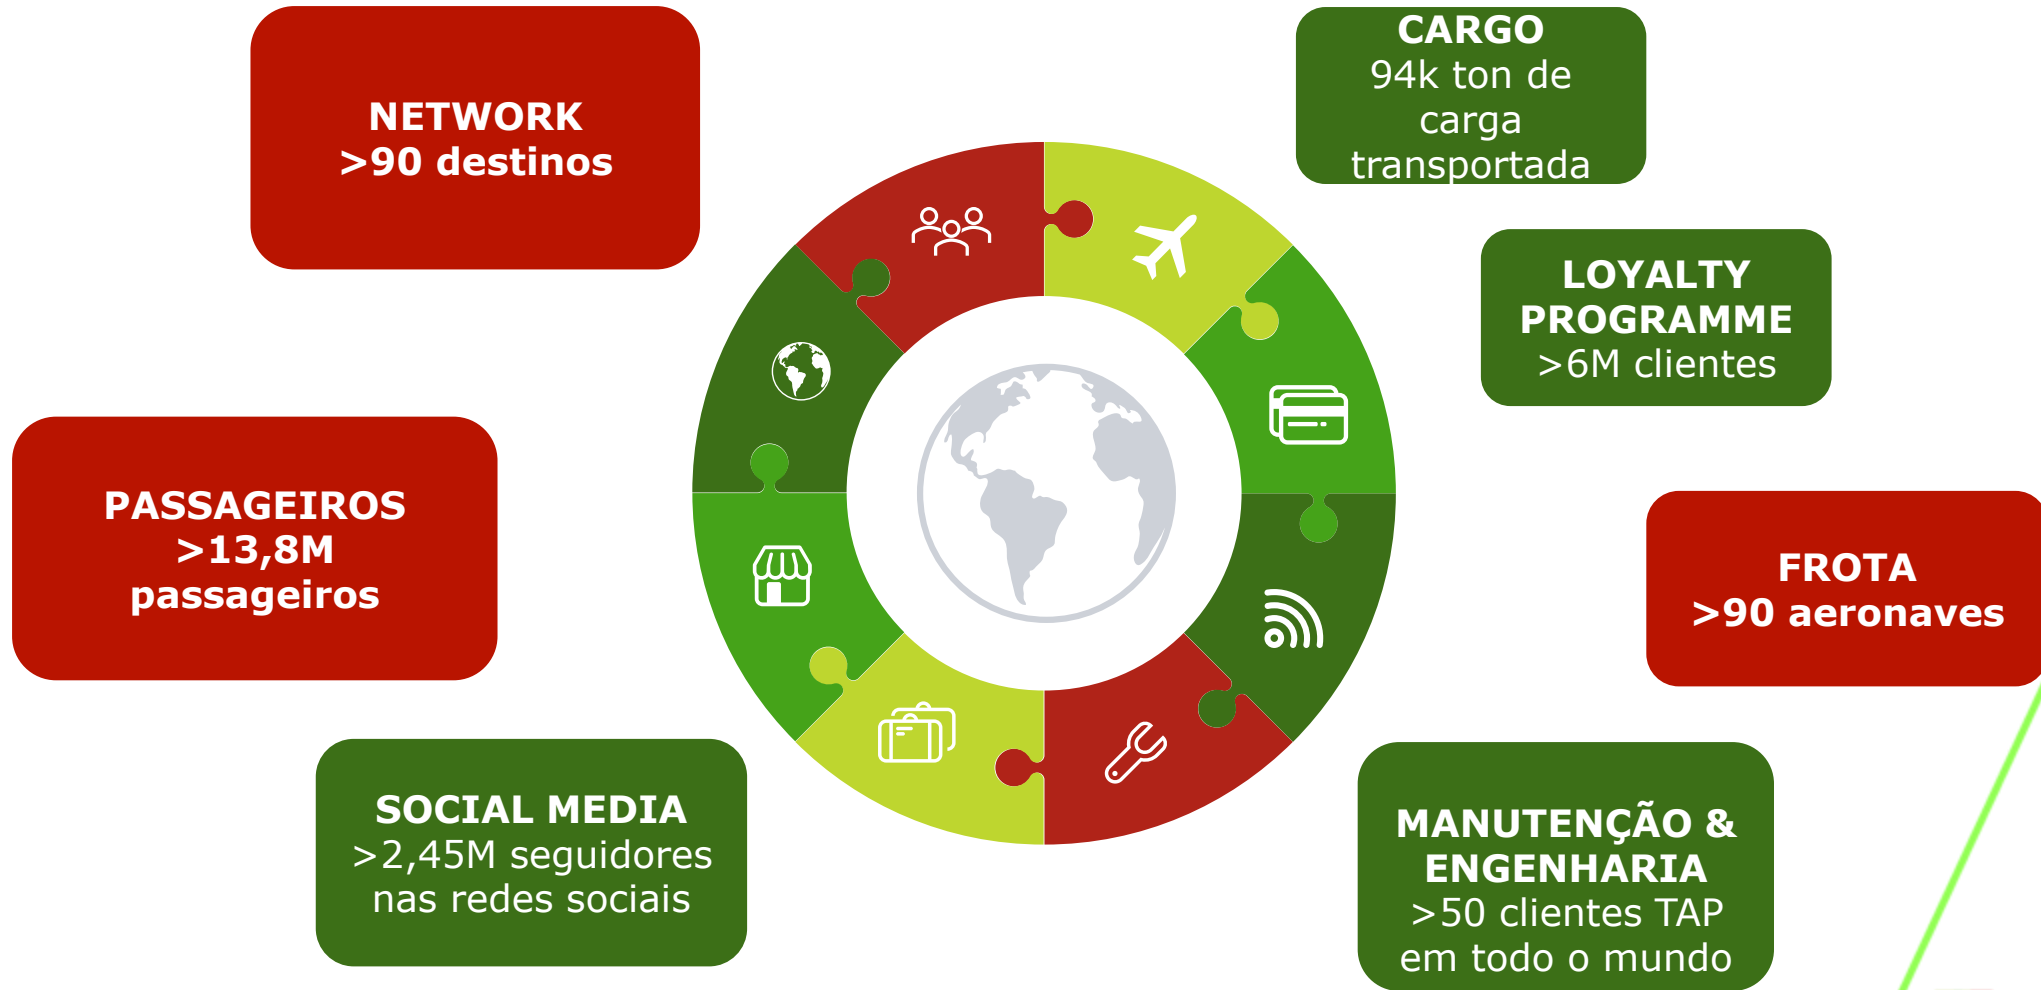 NETWORK
>90 destinos
CARGO
94k ton de
carga
transportada
LOYALTY
PROGRAMME
>6M clientes
PASSAGEIROS
>13,8M
passageiros
FROTA
>90 aeronaves
SOCIAL MEDIA
>2,45M seguidores
nas redes sociais
MANUTENÇÃO &
ENGENHARIA
>50 clientes TAP
em todo o mundo